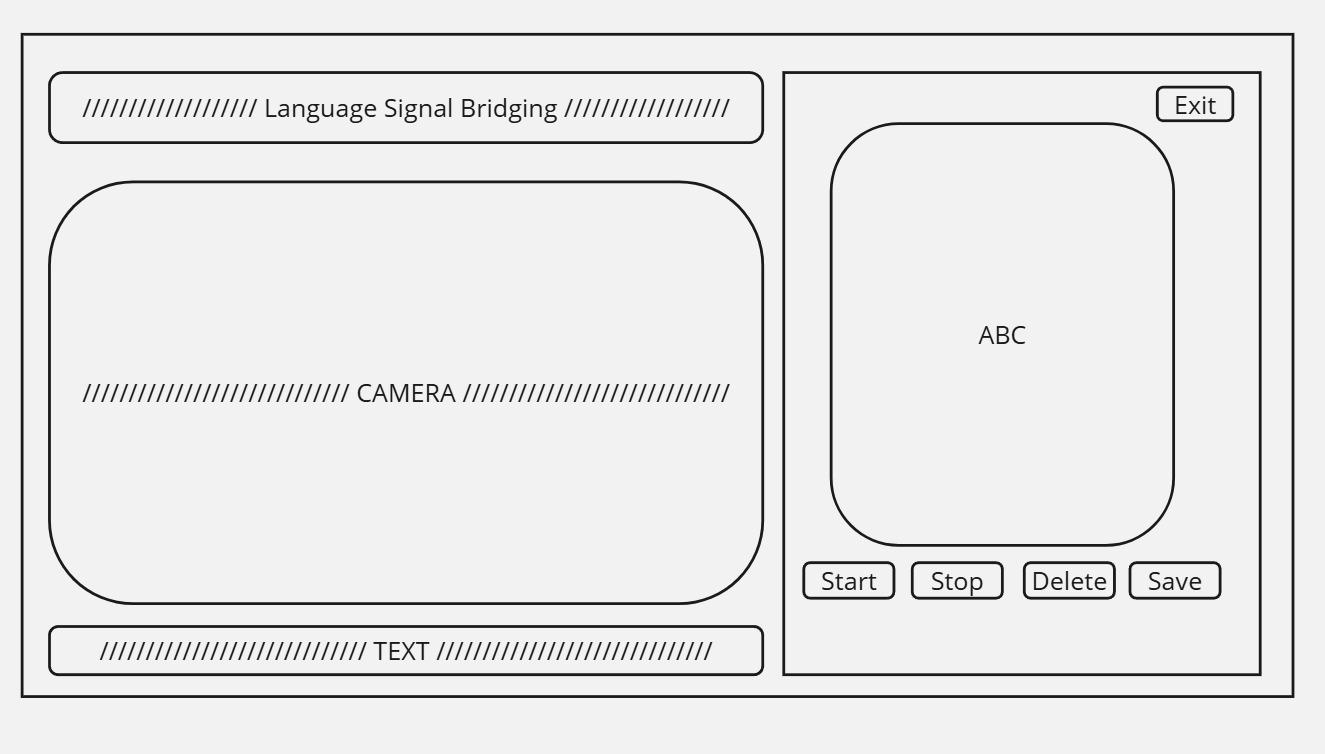 /////////////////// Language Signal Bridging //////////////////
///////////////////////////// CAMERA /////////////////////////////
///////////////////////////// TEXT //////////////////////////////
Exit
ABC
Start Stop Delete Save